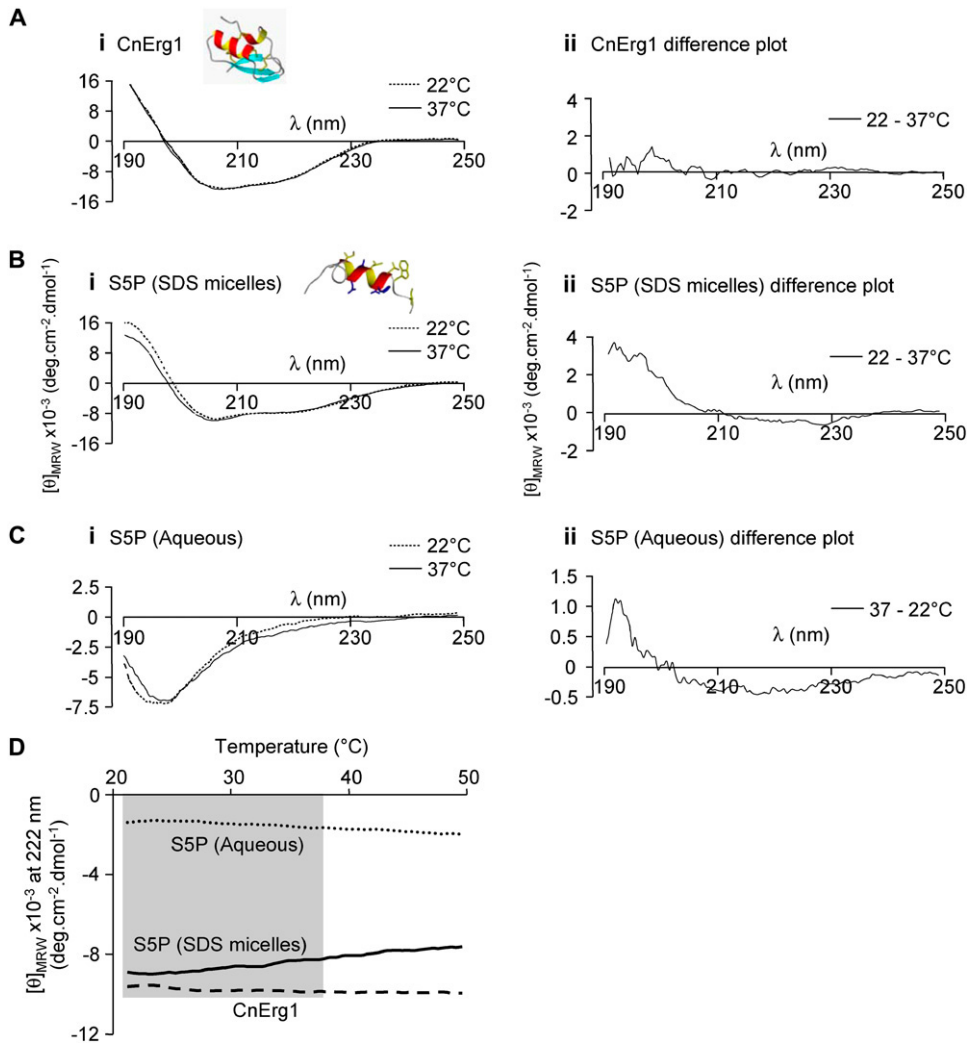 A
i CnErg1
22°C
37°C
λ (nm)
16
8
0
-8
-16
190 210 230 250
ii CnErg1 difference plot
22 - 37°C
λ (nm)
4
2
0
-2
190 210 230 250
B
i S5P (SDS micelles)
22°C
37°C
λ (nm)
[θ]MRW x10-3 (deg.cm-2.dmol-1)
16
8
0
-8
-16
190 210 230 250
ii S5P (SDS micelles) difference plot
22 - 37°C
λ (nm)
[θ]MRW x10-3 (deg.cm-2.dmol-1)
4
2
0
-2
190 210 230 250
C
i S5P (Aqueous)
22°C
37°C
λ (nm)
2.5
0
-2.5
-5
-7.5
190 210 230 250
ii S5P (Aqueous) difference plot
37 - 22°C
λ (nm)
1.5
1.0
0.5
0
-0.5
190 210 230 250
D
Temperature (°C)
20 30 40 50
0
-4
-8
-12
[θ]MRW x10-3 at 222 nm
(deg.cm-2.dmol-1)
S5P (Aqueous)
S5P (SDS micelles)
CnErg1